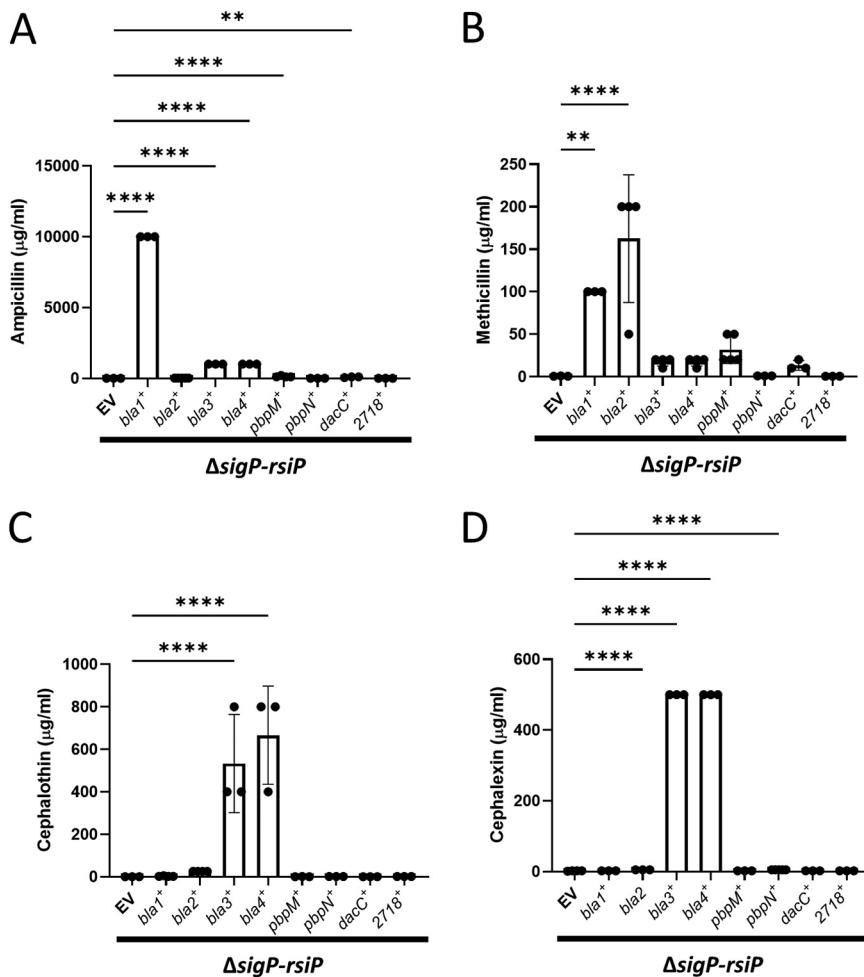 A
**
****
****
****
****
Ampicillin (μg/ml)
15000
10000
5000
0
EV
bla1+
bla2+
bla3+
bla4+
pbpM+
pbpN+
dacC+
2718+
ΔsigP-rsiP
B
****
**
Methicillin (μg/ml)
250
200
150
100
50
0
EV
bla1+
bla2+
bla3+
bla4+
pbpM+
pbpN+
dacC+
2718+
ΔsigP-rsiP
C
****
****
Cephalothin (μg/ml)
1000
800
600
400
200
0
EV
bla1+
bla2+
bla3+
bla4+
pbpM+
pbpN+
dacC+
2718+
ΔsigP-rsiP
D
****
****
****
****
Cephalexin (μg/ml)
600
400
200
0
EV
bla1+
bla2
bla3+
bla4+
pbpM+
pbpN+
dacC+
2718+
ΔsigP-rsiP